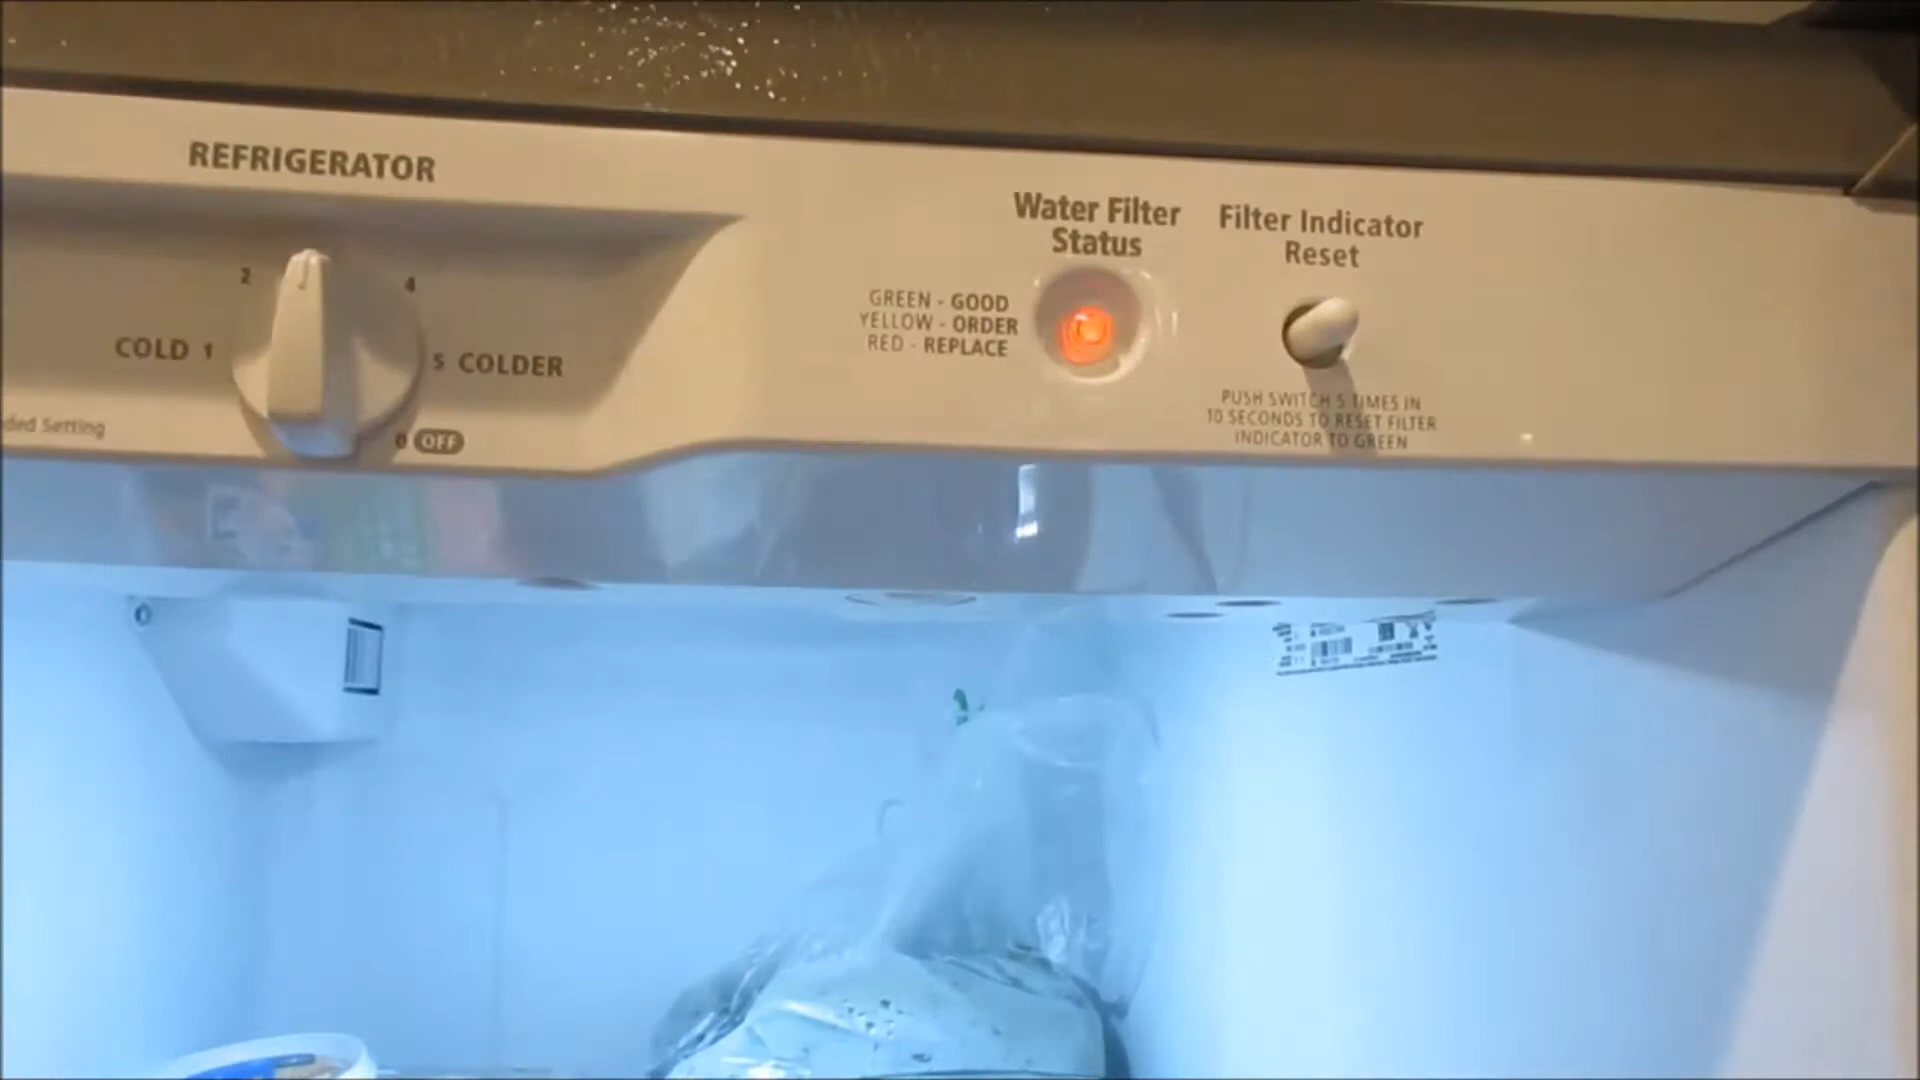 REFRIGERATOR
2
4
COLD 1
5 COLDER
ded Setting
0 OFF
Water Filter
Status
GREEN - GOOD
YELLOW - ORDER
RED - REPLACE
Filter Indicator
Reset
PUSH SWITCH 5 TIMES IN
10 SECONDS TO RESET FILTER
INDICATOR TO GREEN